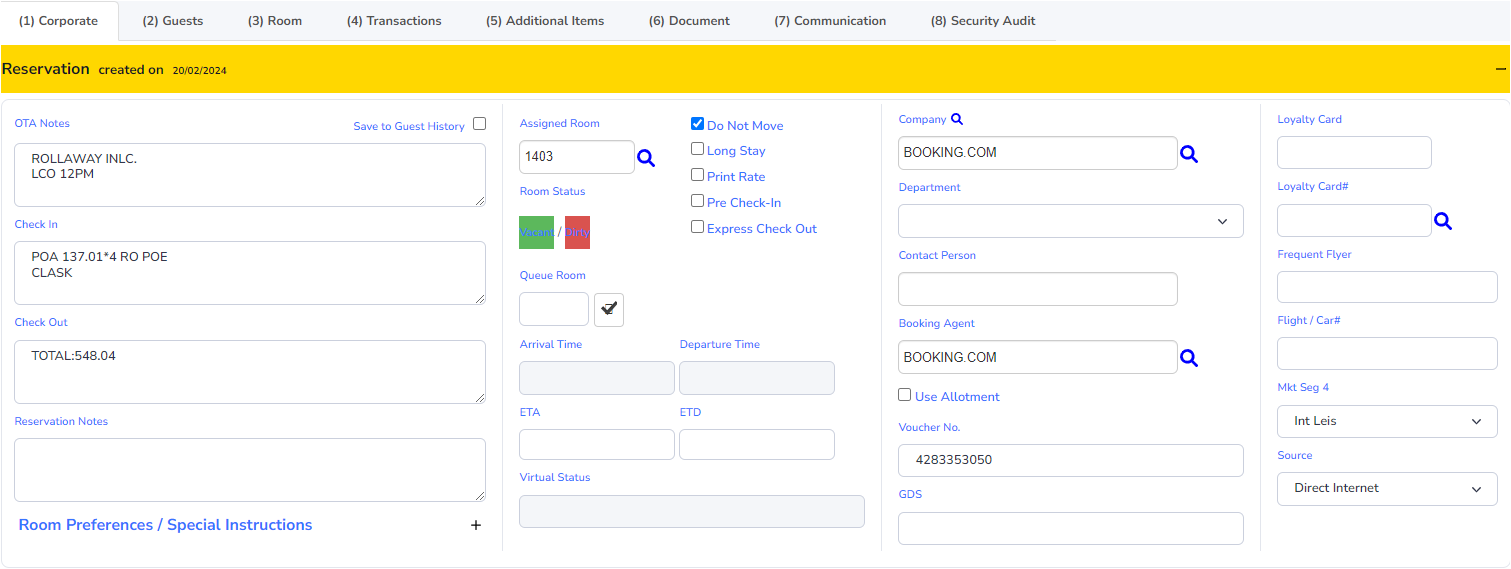 (1) Corporate
(2) Guests
(3) Room
(4) Transactions
(5) Additional Items
(6) Document
(7) Communication
(8) Security Audit
Reservation created on 20/02/2024
OTA Notes
Save to Guest History
ROLLAWAY INLC.
LCO 12PM
Check In
POA 137.01*4 RO POE
CLASK
Check Out
TOTAL:548.04
Reservation Notes
Room Preferences / Special Instructions
+
Assigned Room
1403
Room Status
Vacant / Dirty
Queue Room
Arrival Time
Departure Time
ETA
ETD
Virtual Status
Do Not Move
Long Stay
Print Rate
Pre Check-In
Express Check Out
Company
BOOKING.COM
Department
Contact Person
Booking Agent
BOOKING.COM
Use Allotment
Voucher No.
4283353050
GDS
Loyalty Card
Loyalty Card#
Frequent Flyer
Flight / Car#
Mkt Seg 4
Int Leis
Source
Direct Internet